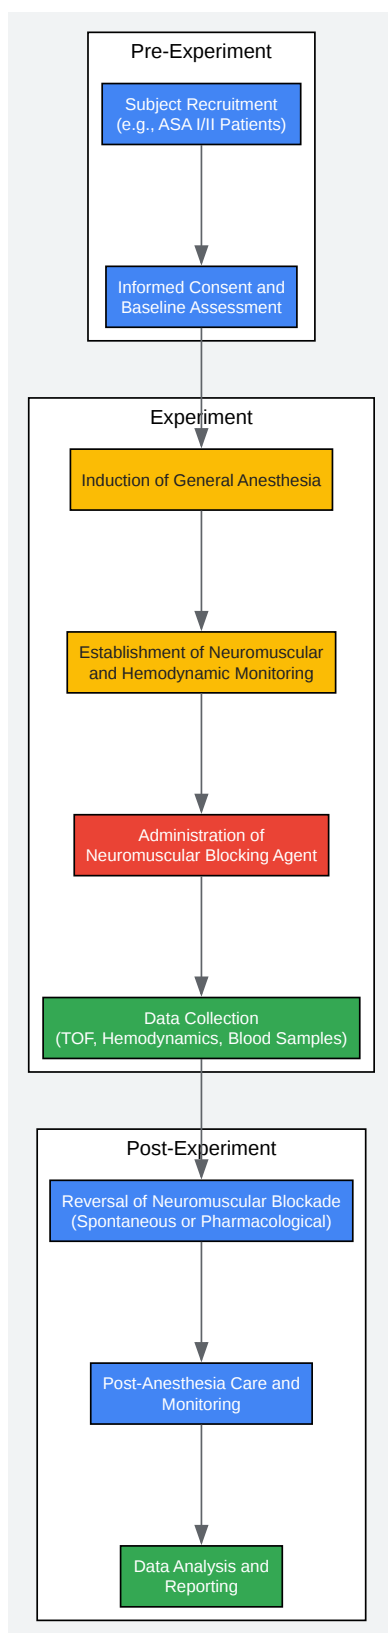 Pre-Experiment
Subject Recruitment
(e.g., ASA I/II Patients)
Informed Consent and
Baseline Assessment
Experiment
Induction of General Anesthesia
Establishment of Neuromuscular
and Hemodynamic Monitoring
Administration of
Neuromuscular Blocking Agent
Data Collection
(TOF, Hemodynamics, Blood Samples)
Post-Experiment
Reversal of Neuromuscular Blockade
(Spontaneous or Pharmacological)
Post-Anesthesia Care and
Monitoring
Data Analysis and
Reporting